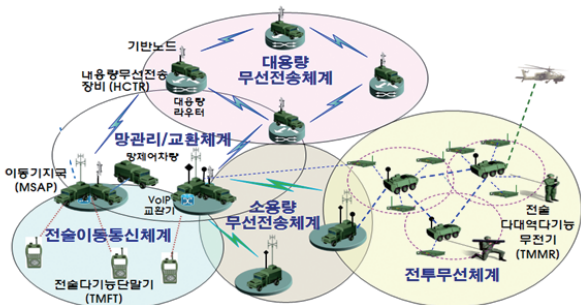 기반노드
대용량
무선전송체계
내용량무선전송
장비 (HCTR)
대용량
라우터
망관리/교환체계
망제어차량
이동기지국
(MSAP)
VoIP
교환기
소용량
무선전송체계
전술이동통신체계
전술다기능단말기
(TMFT)
전술
다대역다기능
무전기
(TMMR)
전투무선체계